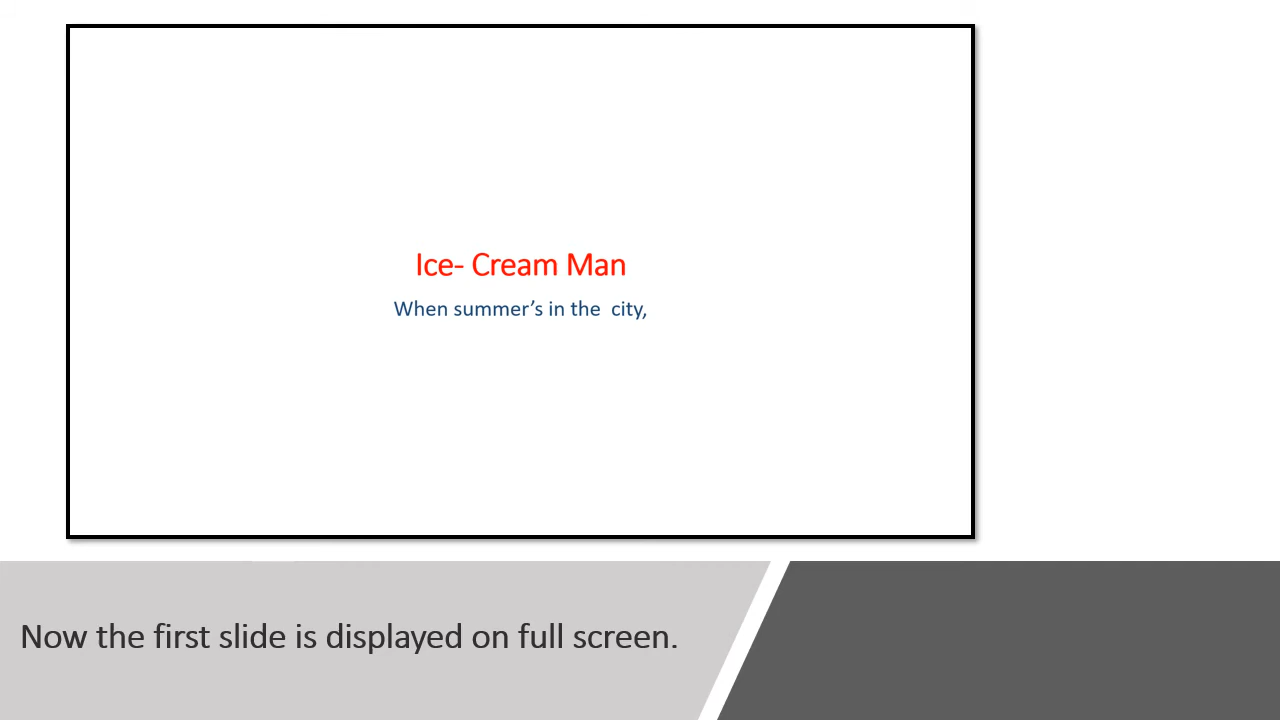 Ice- Cream Man
When summer’s in the  city,
Now the first slide is displayed on full screen.